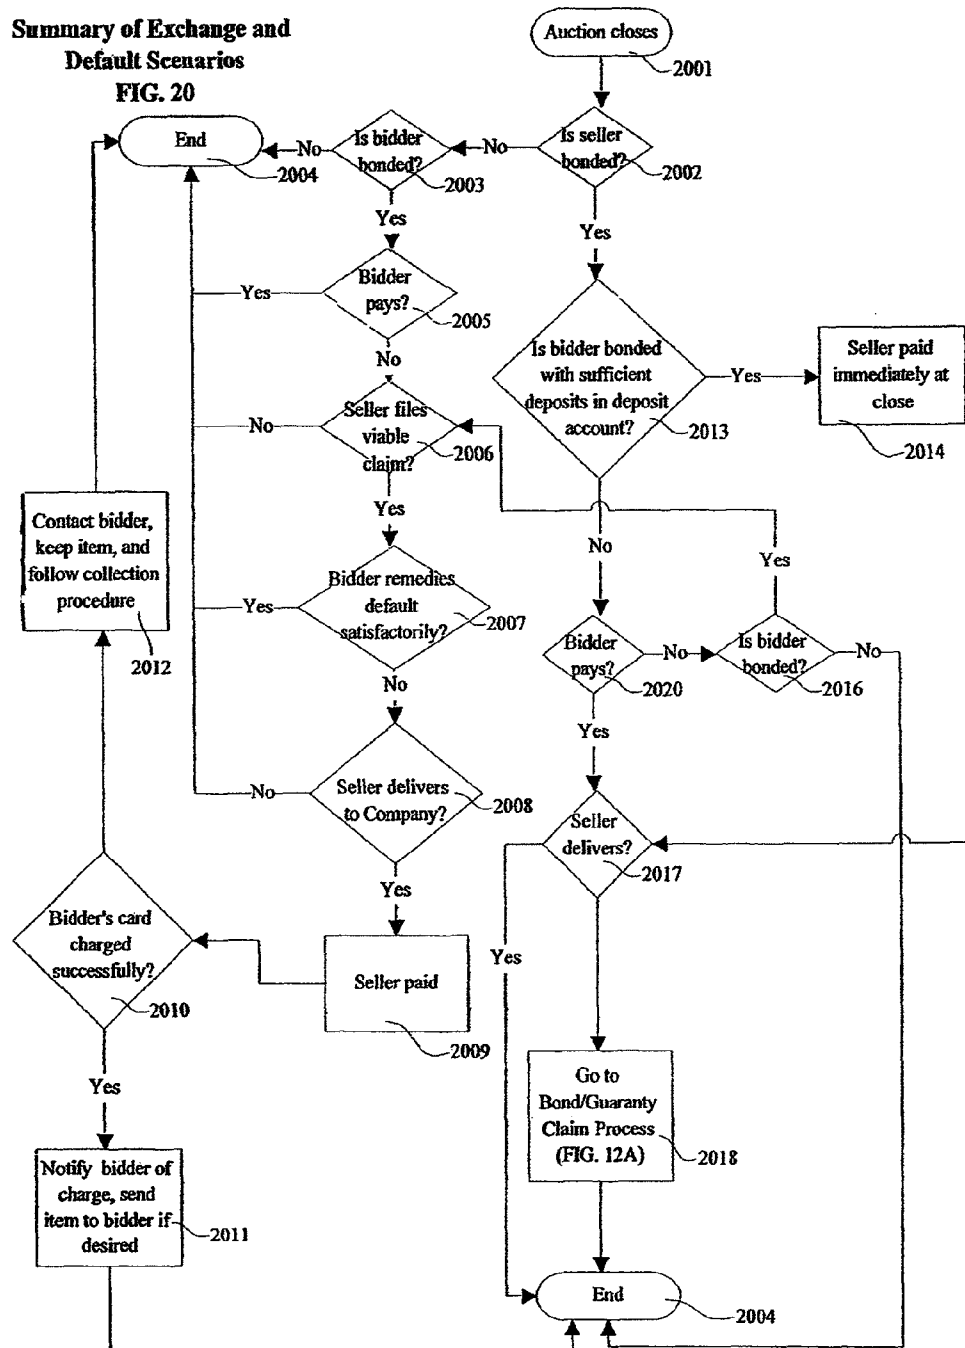 Summary of Exchange and
Default Scenarios
FIG. 20
Auction closes
2001
End
2004
No
Is bidder
bonded?
2003
No
Is seller
bonded?
2002
Yes
Yes
Yes
Bidder
pays?
2005
No
Is bidder bonded
with sufficient
deposits in deposit
account?
2013
Yes
Seller paid
immediately at
close
2014
No
Seller files
viable
claim?
2006
Yes
Contact bidder,
keep item, and
follow collection
procedure
2012
No
Yes
Yes
Bidder remedies
default
satisfactorily?
2007
No
Bidder
pays?
2020
No
Is bidder
bonded?
2016
No
Yes
No
Seller delivers
to Company?
2008
Yes
Seller
delivers?
2017
Yes
Bidder's card
charged
successfully?
2010
Seller paid
2009
Yes
Go to
Bond/Guaranty
Claim Process
(FIG. 12A)
2018
Notify bidder of
charge, send
item to bidder if
desired
2011
End
2004